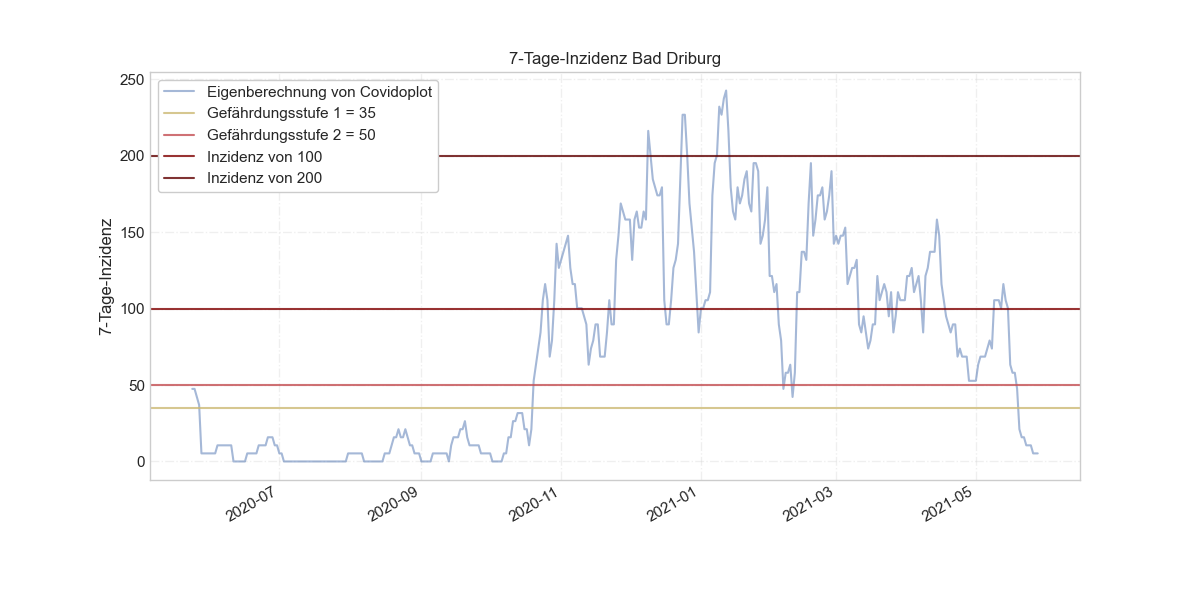 7-Tage-Inzidenz Bad Driburg
250
200
150
100
50
0
7-Tage-Inzidenz
Eigenberechnung von Covidoplot
Gefährdungsstufe 1 = 35
Gefährdungsstufe 2 = 50
Inzidenz von 100
Inzidenz von 200
2020-07
2020-09
2020-11
2021-01
2021-03
2021-05